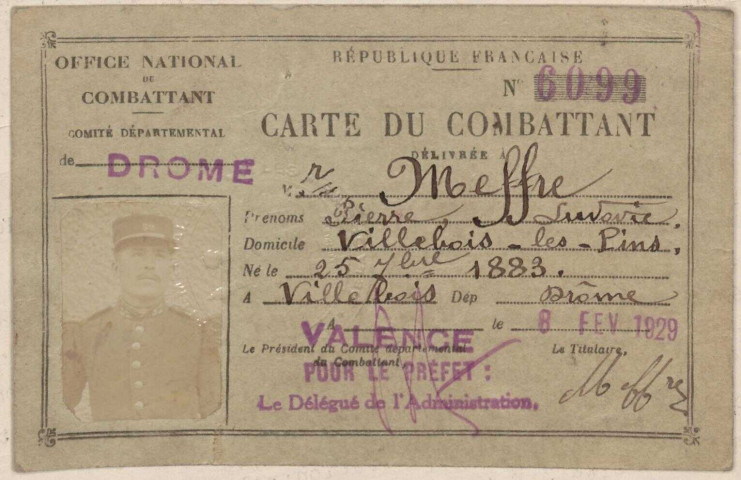 OFFICE NATIONAL
DU
COMBATTANT
COMITÉ DÉPARTEMENTAL
de DROME
RÉPUBLIQUE FRANÇAISE
N° 6099
CARTE DU COMBATTANT
DÉLIVRÉE A
M. r Meffre
Prénoms Pierre, Ludovic,
Domicile Villebois-les-Pins,
Né le 25 7bre 1883.
A Villebois Dép Drôme
A VALENCE le 8 FEV 1929
Le Président du Comité départemental
du Combattant,
Le Titulaire,
POUR LE PRÉFET :
Le Délégué de l'Administration,
Meffre